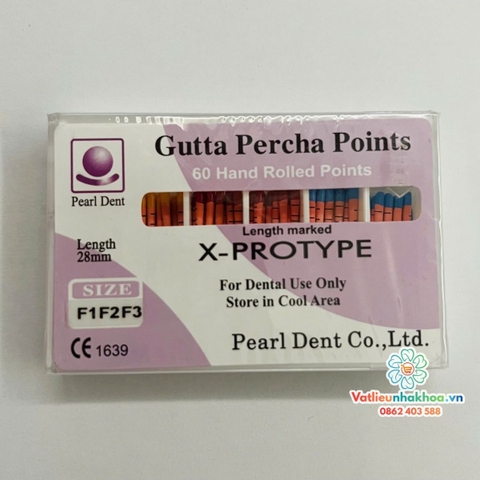 Gutta Percha Points
60 Hand Rolled Points
Pearl Dent
Length marked
X-PROTYPE
Length
28mm
For Dental Use Only
Store in Cool Area
SIZE
F1F2F3
CE 1639
Pearl Dent Co.,Ltd.
Vatlieunhakhoa.vn
0862 403 588